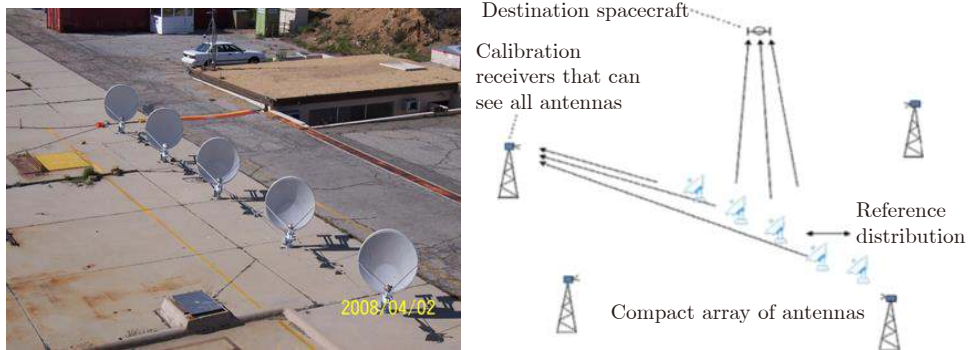 2008/04/02
Destination spacecraft
Calibration
receivers that can
see all antennas
Reference
distribution
Compact array of antennas